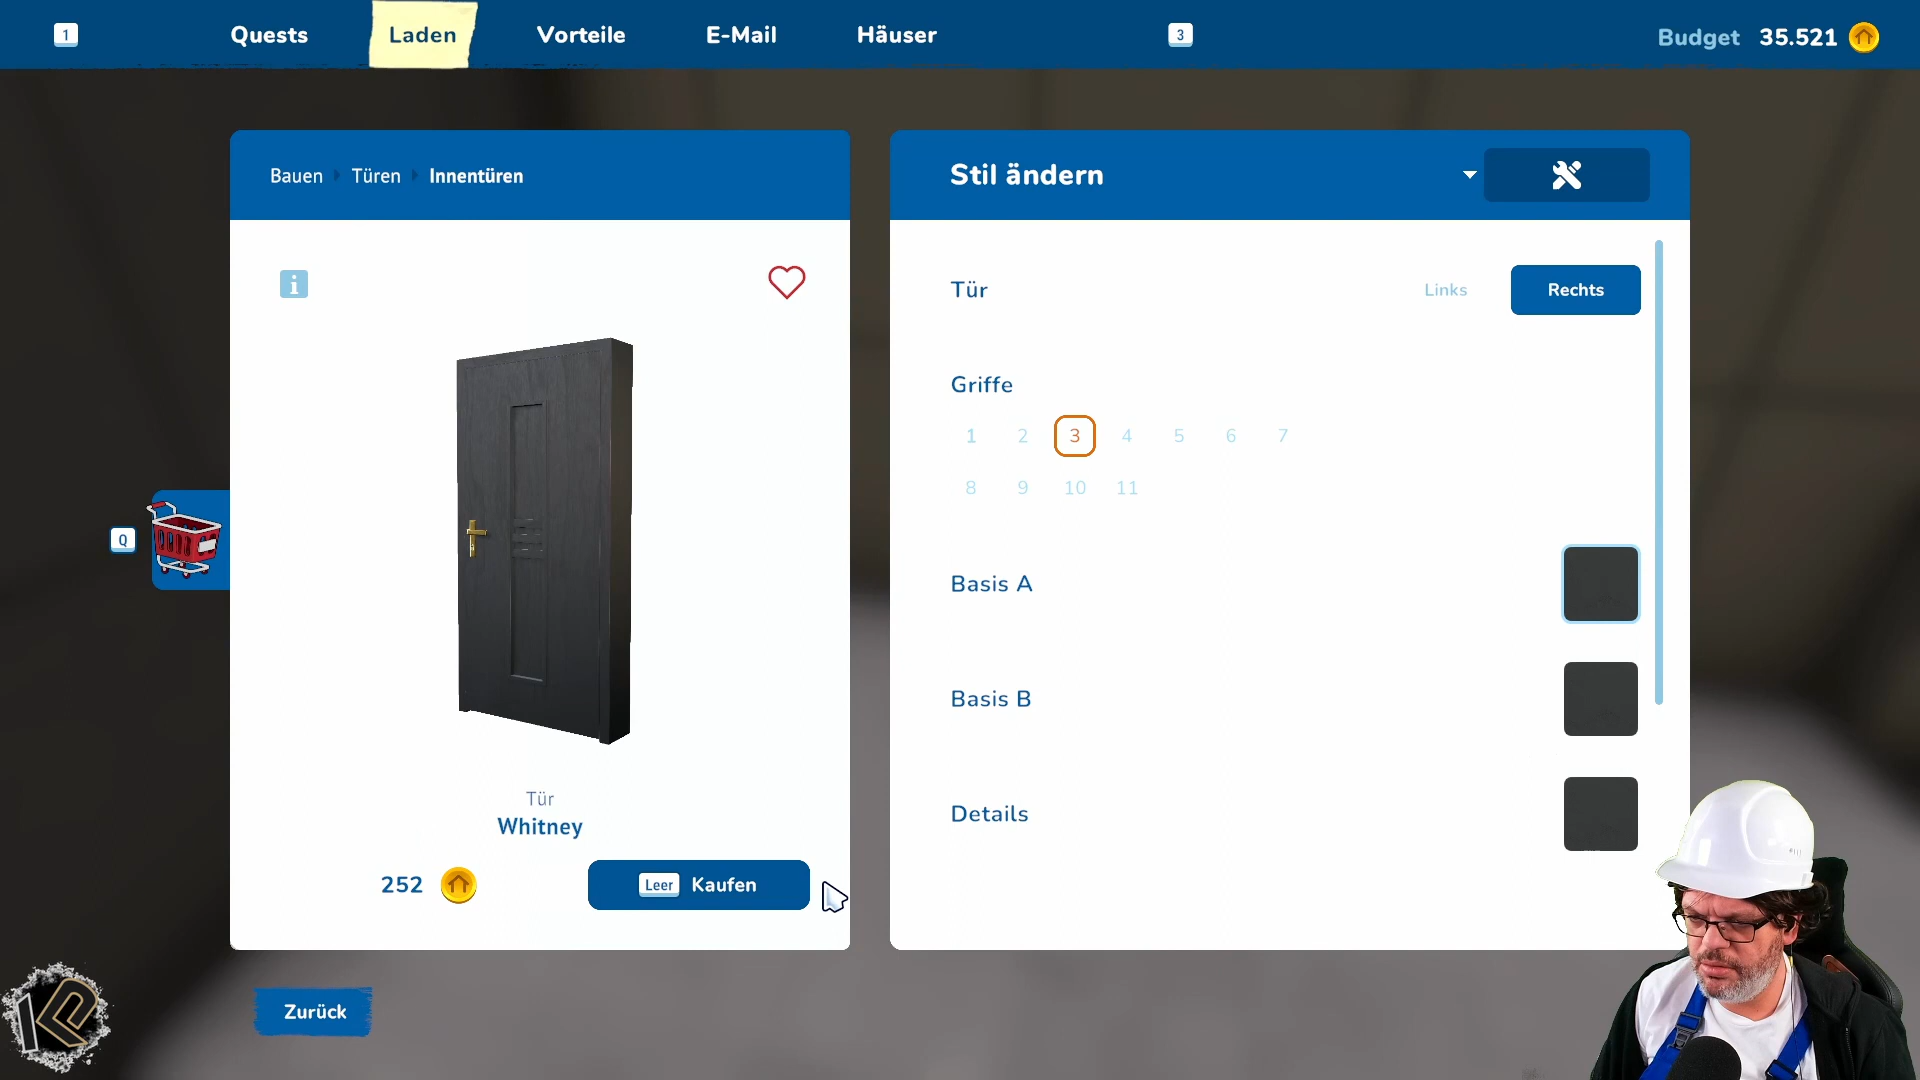 1
Quests
Laden
Vorteile
E-Mail
Häuser
3
Budget 35.521
Bauen Türen Innentüren
i
Tür
Whitney
252
Leer Kaufen
Q
Zurück
Stil ändern
Tür
Links
Rechts
Griffe
1 2 3 4 5 6 7
8 9 10 11
Basis A
Basis B
Details